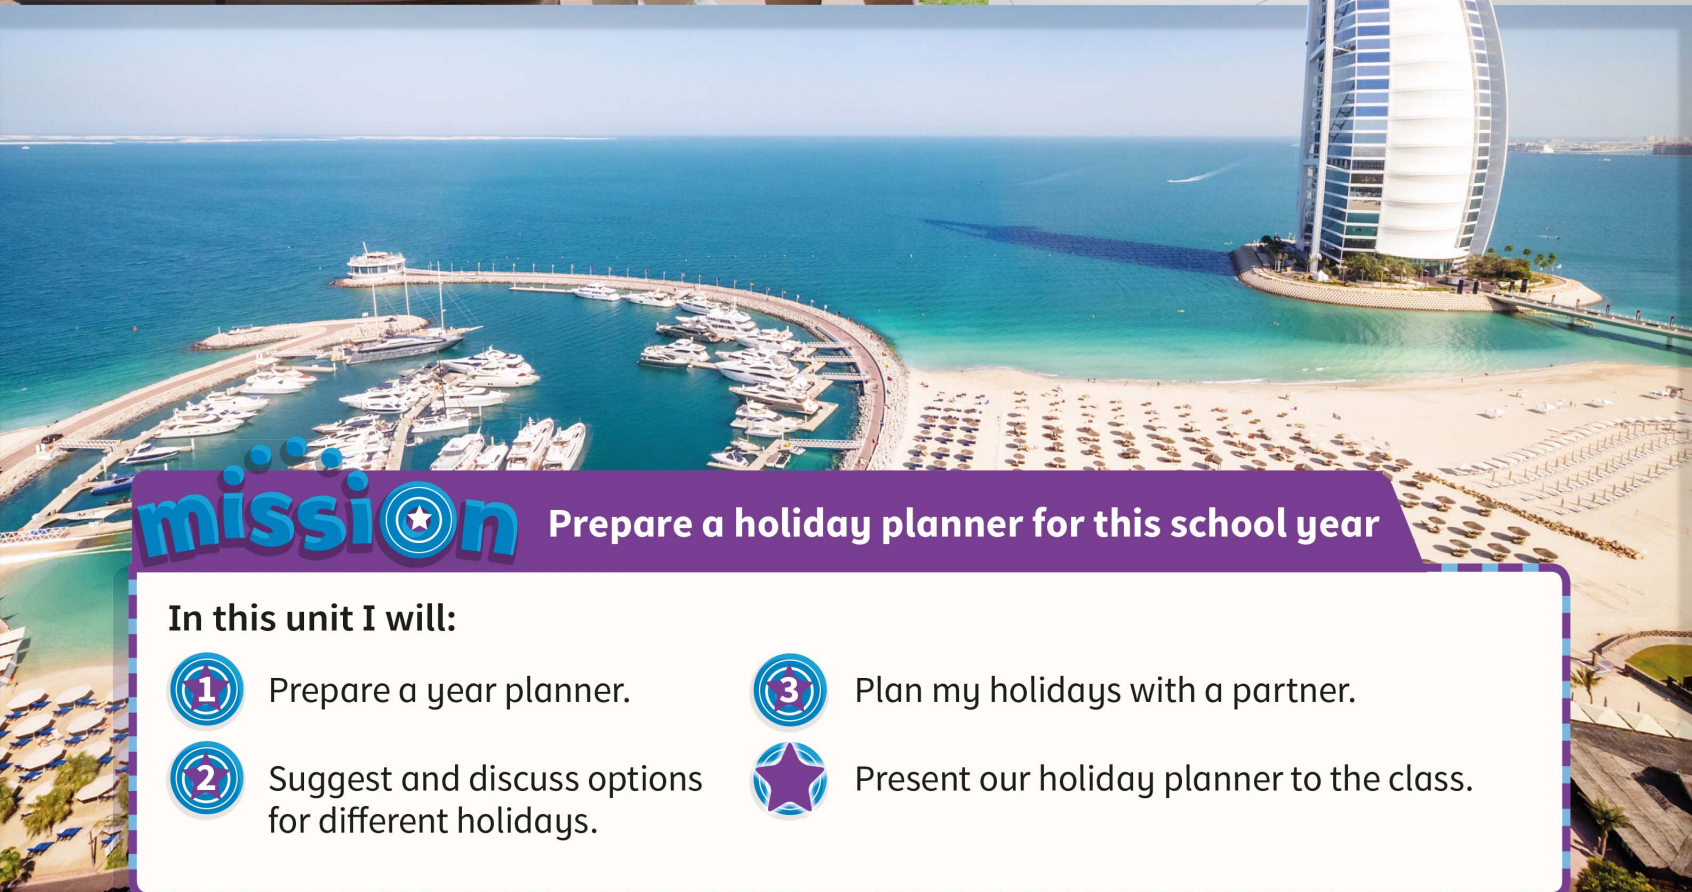 mission
Prepare a holiday planner for this school year
In this unit I will:
1 Prepare a year planner.
2 Suggest and discuss options
for different holidays.
3 Plan my holidays with a partner.
Present our holiday planner to the class.